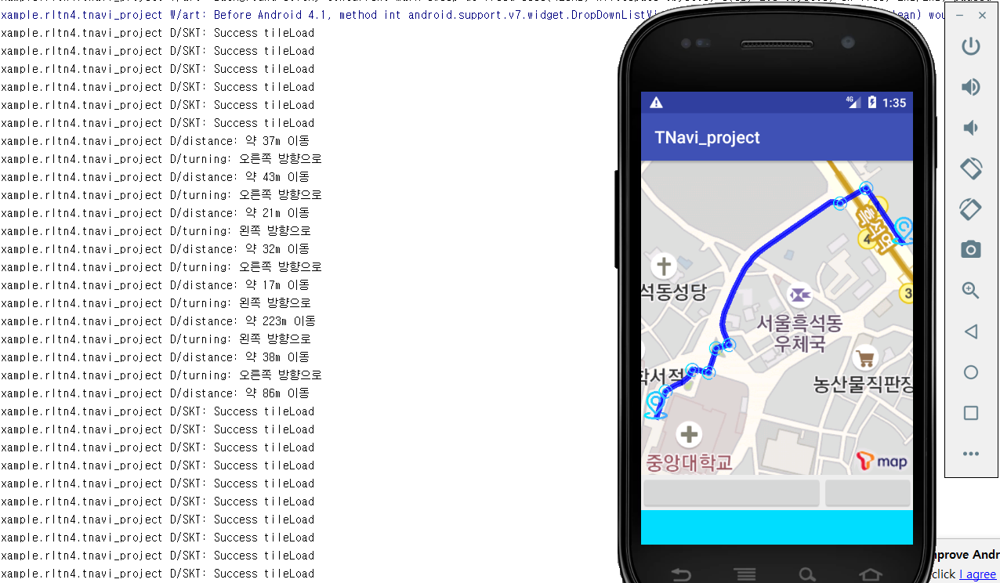 xample.rltn4.tnavi_project W/art: Before Android 4.1, method int android.support.v7.widget.DropDownListVi
lean) wou
xample.rltn4.tnavi_project D/SKT: Success tileLoad
xample.rltn4.tnavi_project D/SKT: Success tileLoad
xample.rltn4.tnavi_project D/SKT: Success tileLoad
xample.rltn4.tnavi_project D/SKT: Success tileLoad
xample.rltn4.tnavi_project D/SKT: Success tileLoad
xample.rltn4.tnavi_project D/SKT: Success tileLoad
xample.rltn4.tnavi_project D/distance: 약 37m 이동
xample.rltn4.tnavi_project D/turning: 오른쪽 방향으로
xample.rltn4.tnavi_project D/distance: 약 43m 이동
xample.rltn4.tnavi_project D/turning: 오른쪽 방향으로
xample.rltn4.tnavi_project D/distance: 약 21m 이동
xample.rltn4.tnavi_project D/turning: 왼쪽 방향으로
xample.rltn4.tnavi_project D/distance: 약 32m 이동
xample.rltn4.tnavi_project D/turning: 오른쪽 방향으로
xample.rltn4.tnavi_project D/distance: 약 17m 이동
xample.rltn4.tnavi_project D/turning: 왼쪽 방향으로
xample.rltn4.tnavi_project D/distance: 약 223m 이동
xample.rltn4.tnavi_project D/turning: 왼쪽 방향으로
xample.rltn4.tnavi_project D/distance: 약 이동
xample.rltn4.tnavi_project D/turning: 오른쪽 방향으로
xample.rltn4.tnavi_project D/distance: 약 이동
xample.rltn4.tnavi_project D/SKT: Success tileLoad
xample.rltn4.tnavi_project D/SKT: Success tileLoad
xample.rltn4.tnavi_project D/SKT: Success tileLoad
xample.rltn4.tnavi_project D/SKT: Success tileLoad
xample.rltn4.tnavi_project D/SKT: Success tileLoad
xample.rltn4.tnavi_project D/SKT: Success tileLoad
xample.rltn4.tnavi_project D/SKT: Success tileLoad
xample.rltn4.tnavi_project D/SKT: Success tileLoad
xample.rltn4.tnavi_project D/SKT: Success tileLoad
xample.rltn4.tnavi_project D/SKT: Success tileLoad
4G 1:35
TNavi_project
흑석역
4
3
석동성당
서울흑석동
우체국
학서적
농산물직판장
중앙대학교
T map
mprove Andr
click I agree